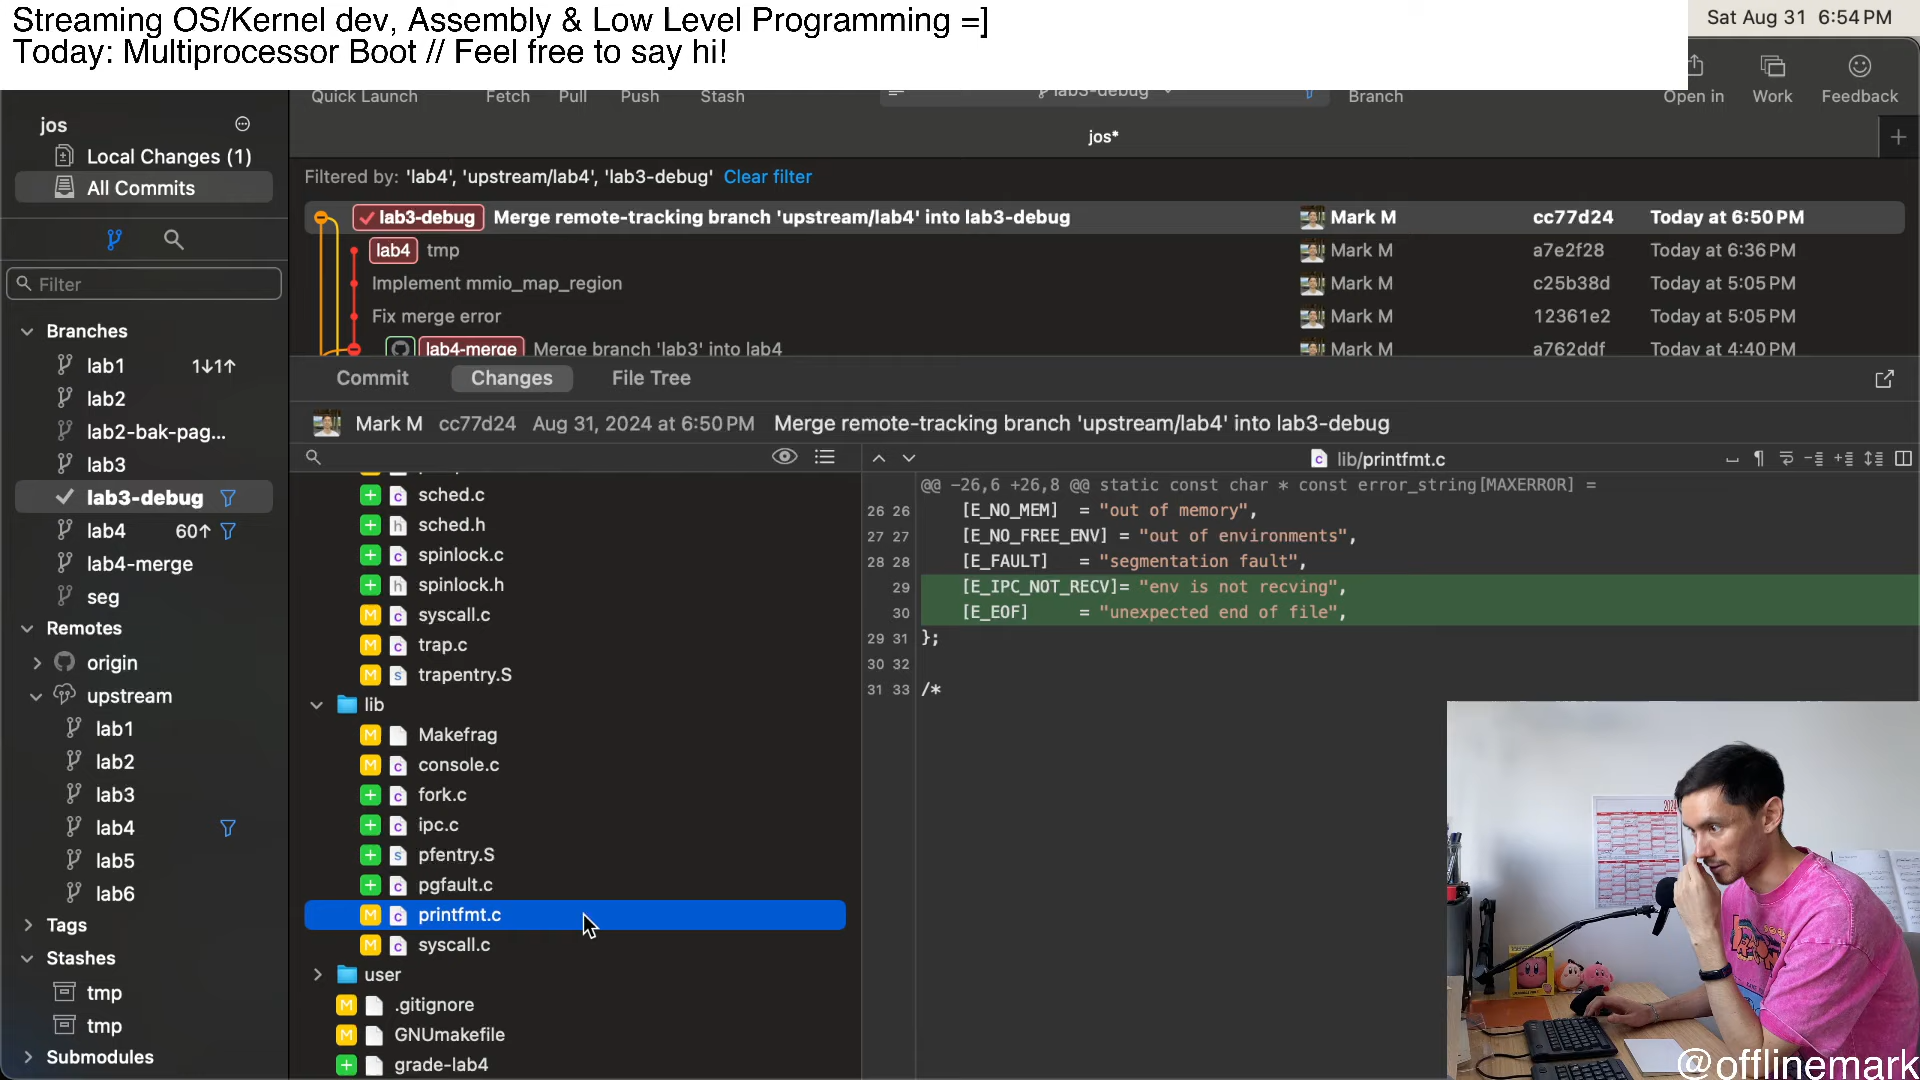 Streaming OS/Kernel dev, Assembly & Low Level Programming =]
Today: Multiprocessor Boot // Feel free to say hi!
Sat Aug 31 6:54 PM
Quick Launch Fetch Pull Push Stash lab3-debug Branch Open in Work Feedback
jos
jos*
Local Changes (1)
All Commits
Filtered by: 'lab4', 'upstream/lab4', 'lab3-debug' Clear filter
lab3-debug Merge remote-tracking branch 'upstream/lab4' into lab3-debug Mark M cc77d24 Today at 6:50 PM
lab4 tmp Mark M a7e2f28 Today at 6:36 PM
Implement mmio_map_region Mark M c25b38d Today at 5:05 PM
Fix merge error Mark M 12361e2 Today at 5:05 PM
lab4-merge Merge branch 'lab3' into lab4 Mark M a762ddf Today at 4:40 PM
Filter
Branches
lab1 1↓1↑
lab2
lab2-bak-pag...
lab3
lab3-debug
lab4 60↑
lab4-merge
seg
Remotes
origin
upstream
lab1
lab2
lab3
lab4
lab5
lab6
Tags
Stashes
tmp
tmp
Submodules
Commit Changes File Tree
Mark M cc77d24 Aug 31, 2024 at 6:50 PM Merge remote-tracking branch 'upstream/lab4' into lab3-debug
+ c sched.c
+ h sched.h
+ c spinlock.c
+ h spinlock.h
M c syscall.c
M c trap.c
M s trapentry.S
lib
M Makefrag
M c console.c
+ c fork.c
+ c ipc.c
+ s pfentry.S
+ c pgfault.c
M c printfmt.c
M c syscall.c
user
M .gitignore
M GNUmakefile
+ grade-lab4
c lib/printfmt.c
@@ -26,6 +26,8 @@ static const char * const error_string[MAXERROR] =
26 26 [E_NO_MEM] = "out of memory",
27 27 [E_NO_FREE_ENV] = "out of environments",
28 28 [E_FAULT] = "segmentation fault",
29 [E_IPC_NOT_RECV]= "env is not recving",
30 [E_EOF] = "unexpected end of file",
29 31 };
30 32
31 33 /*
2024
@offlinemark